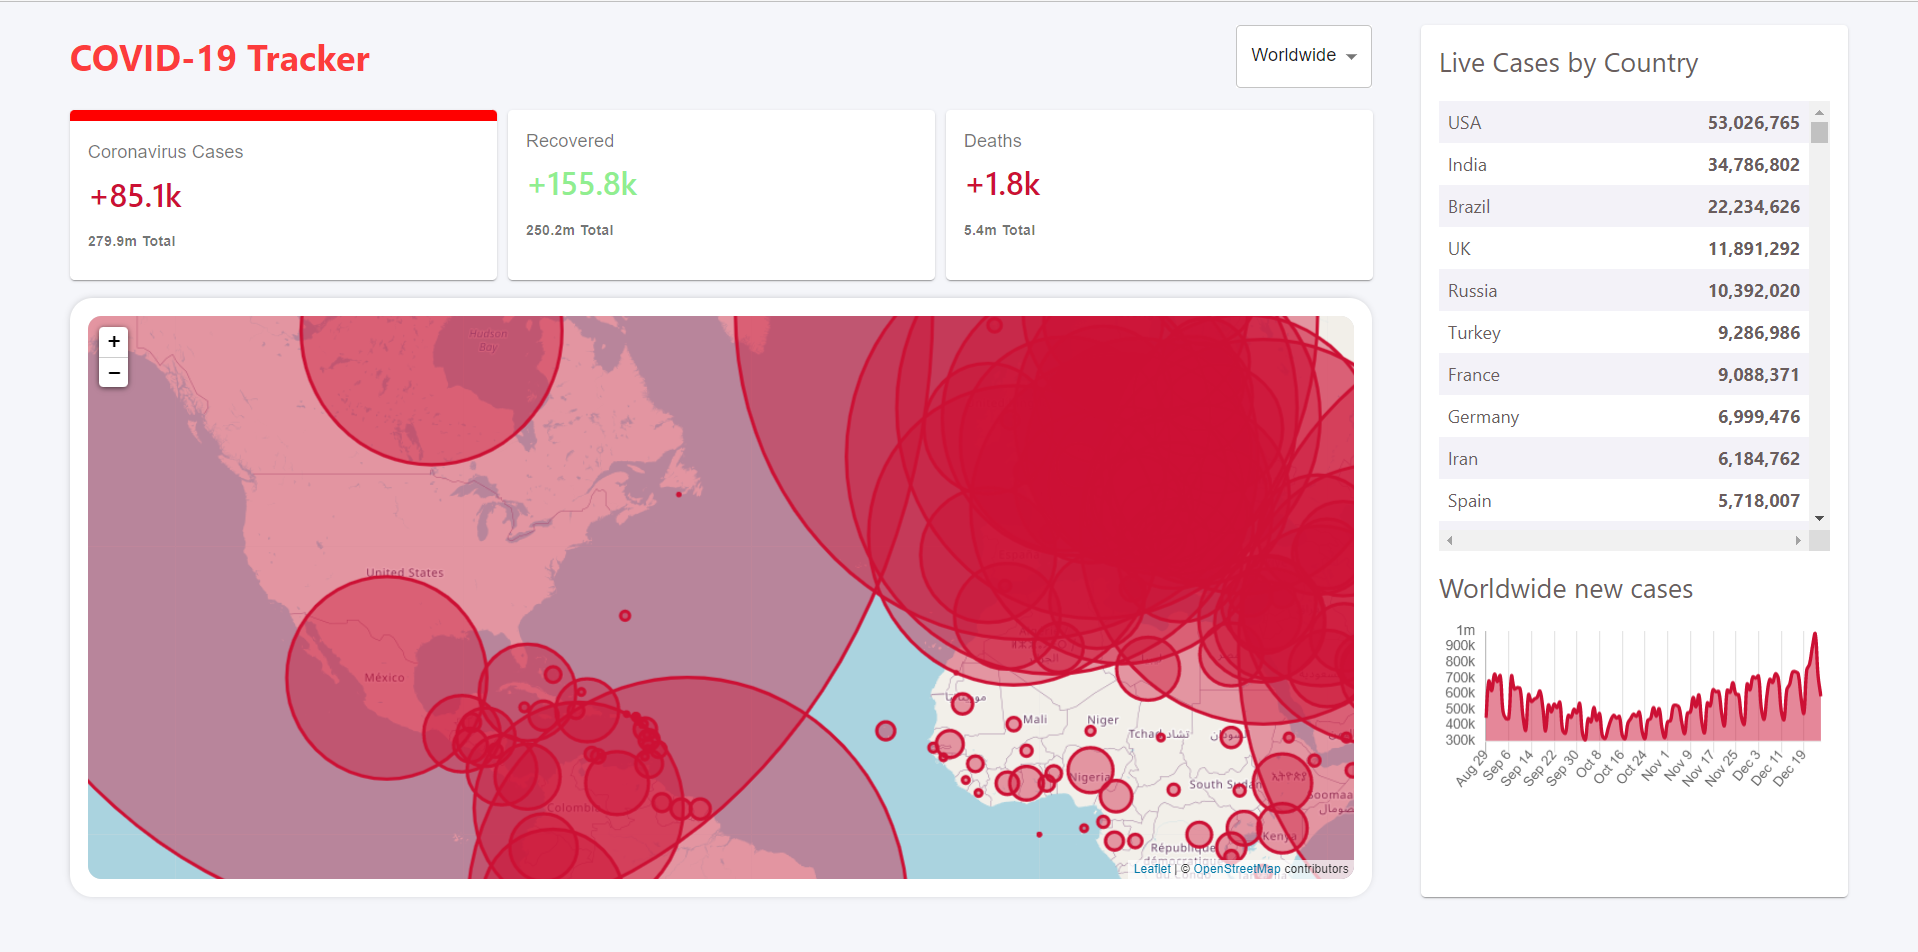 COVID-19 Tracker
Worldwide
Coronavirus Cases
+85.1k
279.9m Total
Recovered
+155.8k
250.2m Total
Deaths
+1.8k
5.4m Total
+
−
Hudson
Bay
United States
México
Colombia
Mali
Niger
Tchad تشاد
Nigeria
South Sudan
ኢትዮጵያ
Soomaa
Kenya
République
démocratique
du Congo
Leaflet | © OpenStreetMap contributors
Live Cases by Country
USA 53,026,765
India 34,786,802
Brazil 22,234,626
UK 11,891,292
Russia 10,392,020
Turkey 9,286,986
France 9,088,371
Germany 6,999,476
Iran 6,184,762
Spain 5,718,007
Worldwide new cases
1m
900k
800k
700k
600k
500k
400k
300k
Aug 29
Sep 6
Sep 14
Sep 22
Sep 30
Oct 8
Oct 16
Oct 24
Nov 1
Nov 9
Nov 17
Nov 25
Dec 3
Dec 11
Dec 19